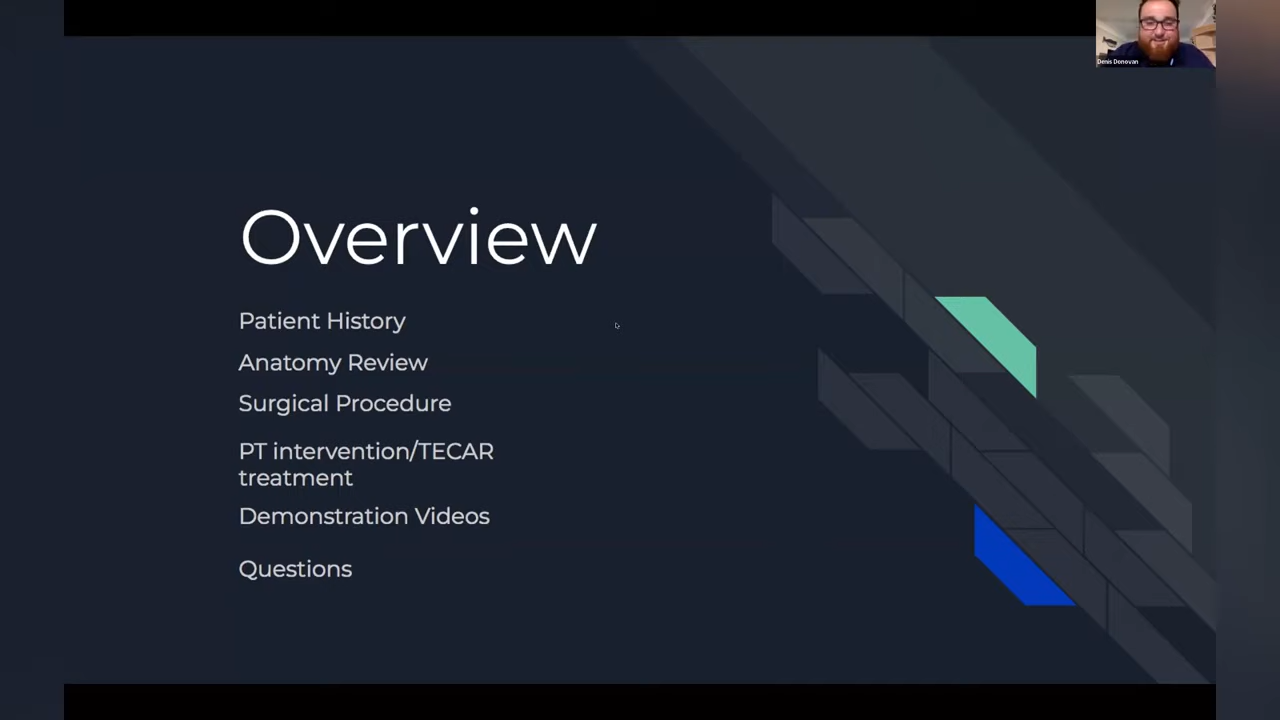 Denis Donovan
Overview
Patient History
Anatomy Review
Surgical Procedure
PT intervention/TECAR
treatment
Demonstration Videos
Questions